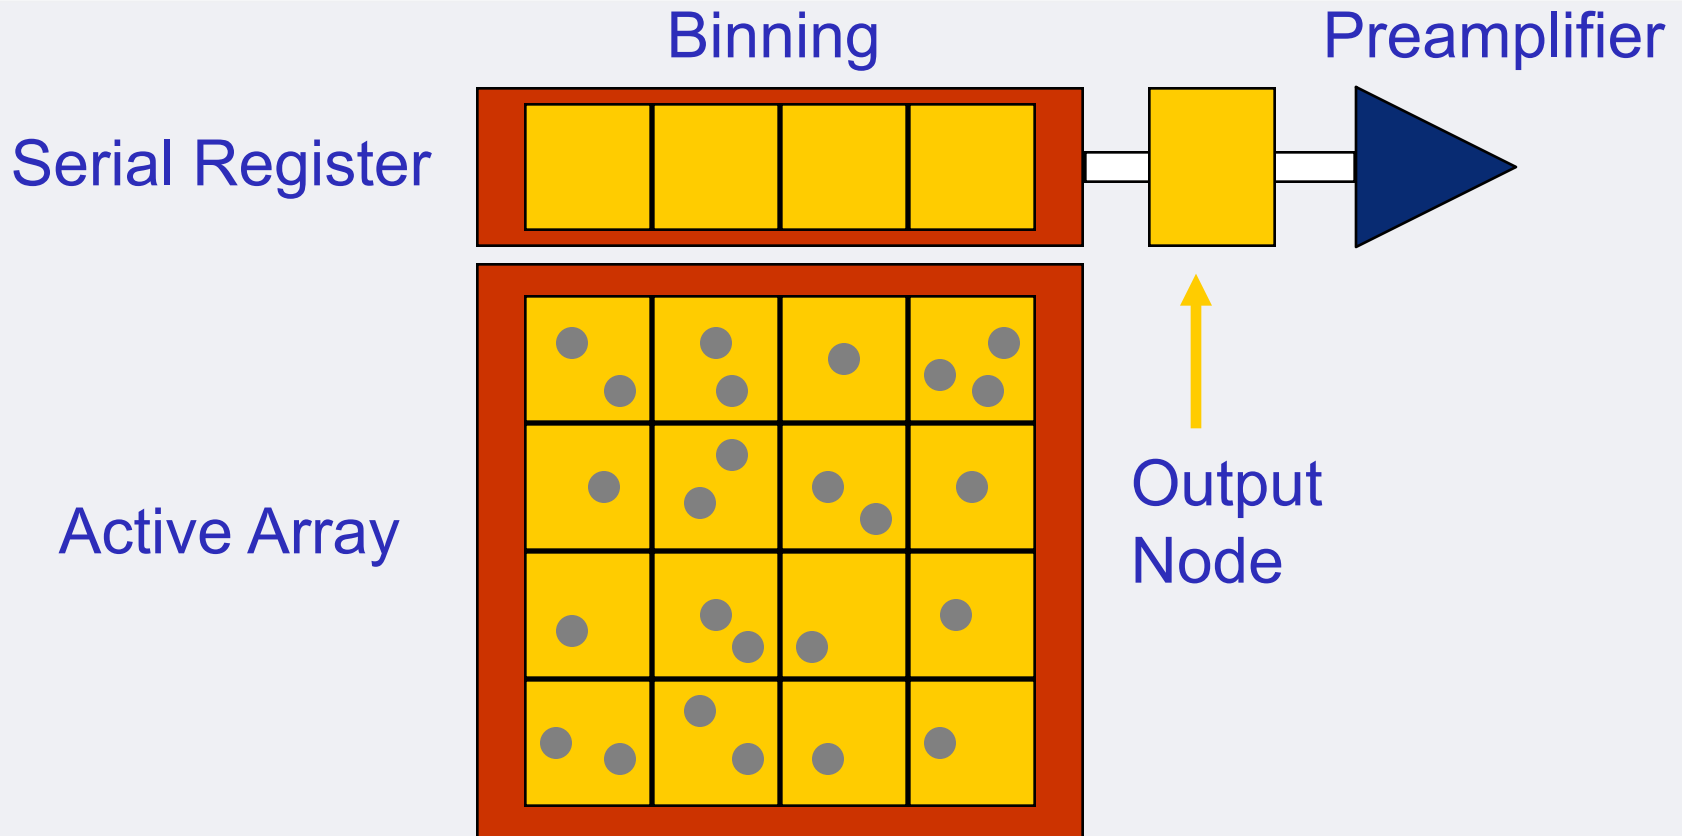 Binning
Preamplifier
Serial Register
Active Array
Output
Node